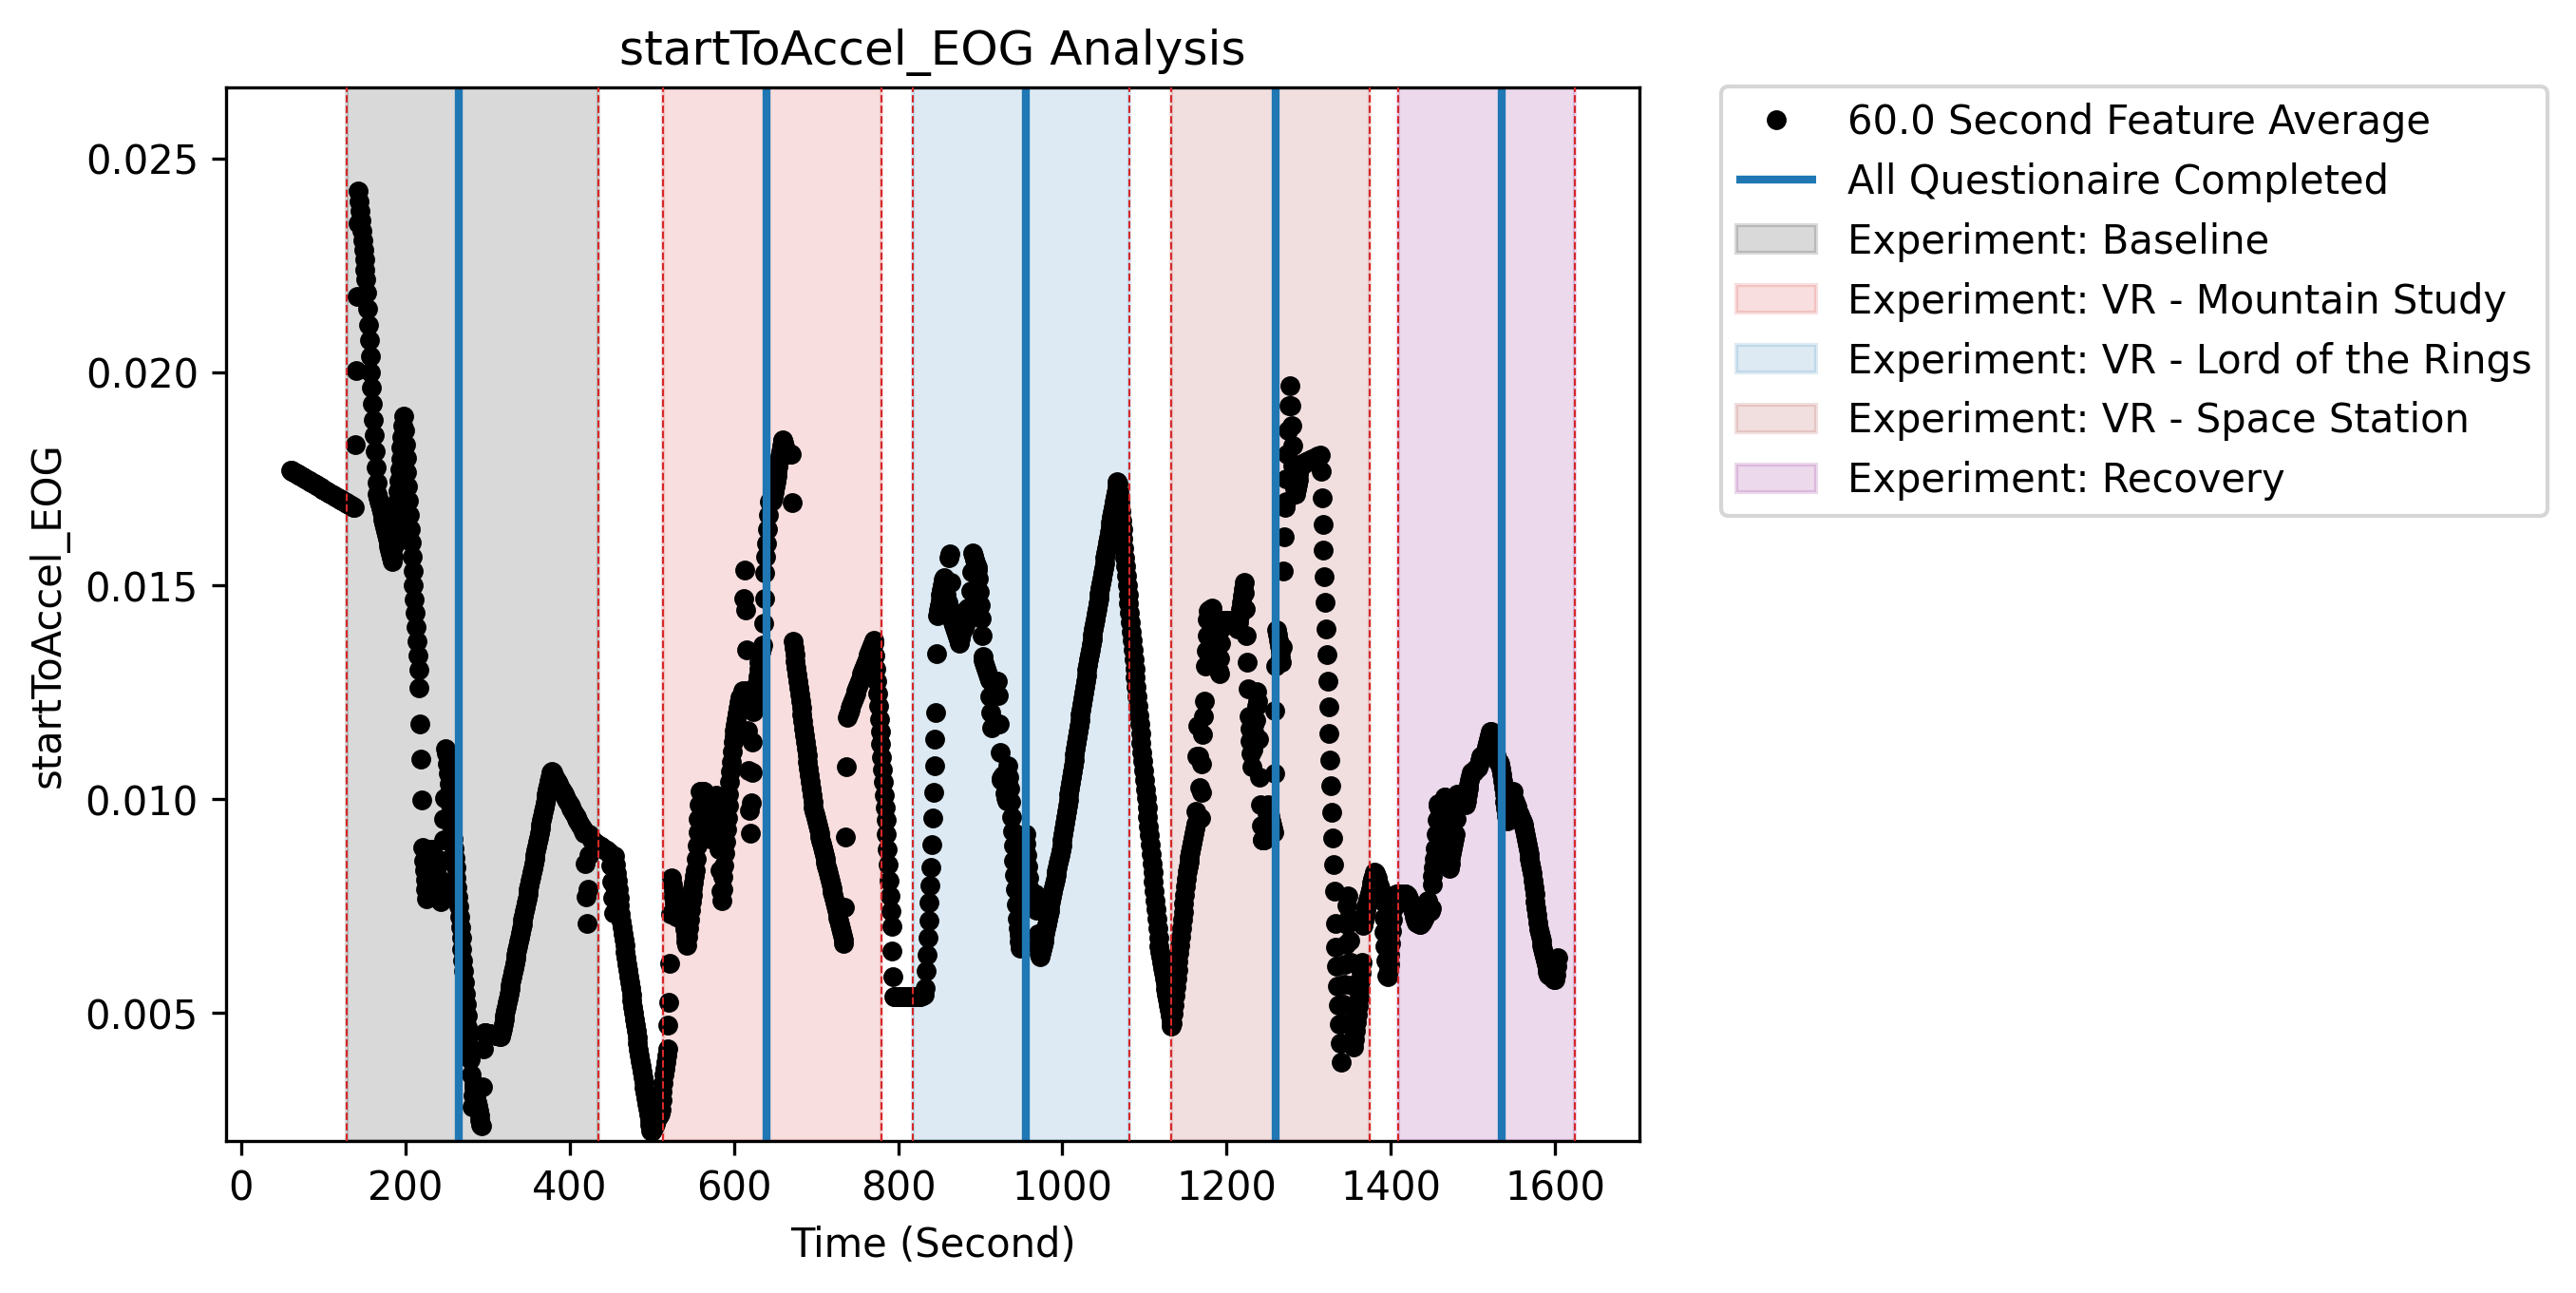 startToAccel_EOG Analysis
startToAccel_EOG
0.025
0.020
0.015
0.010
0.005
0 200 400 600 800 1000 1200 1400 1600
Time (Second)
60.0 Second Feature Average
All Questionaire Completed
Experiment: Baseline
Experiment: VR - Mountain Study
Experiment: VR - Lord of the Rings
Experiment: VR - Space Station
Experiment: Recovery